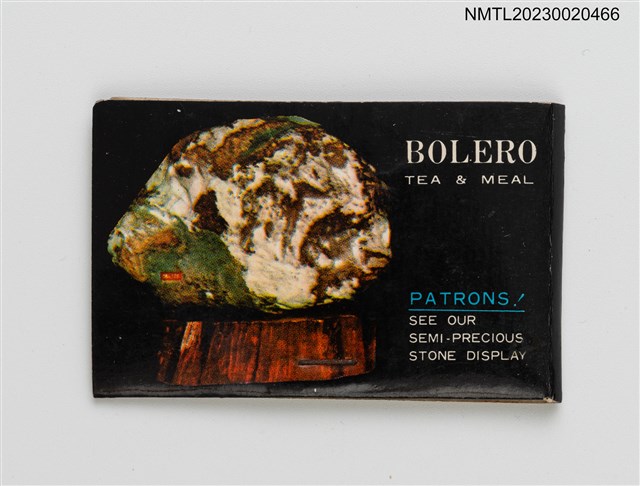 NMTL20230020466
BOLERO
TEA & MEAL
PATRONS!
SEE OUR
SEMI-PRECIOUS
STONE DISPLAY